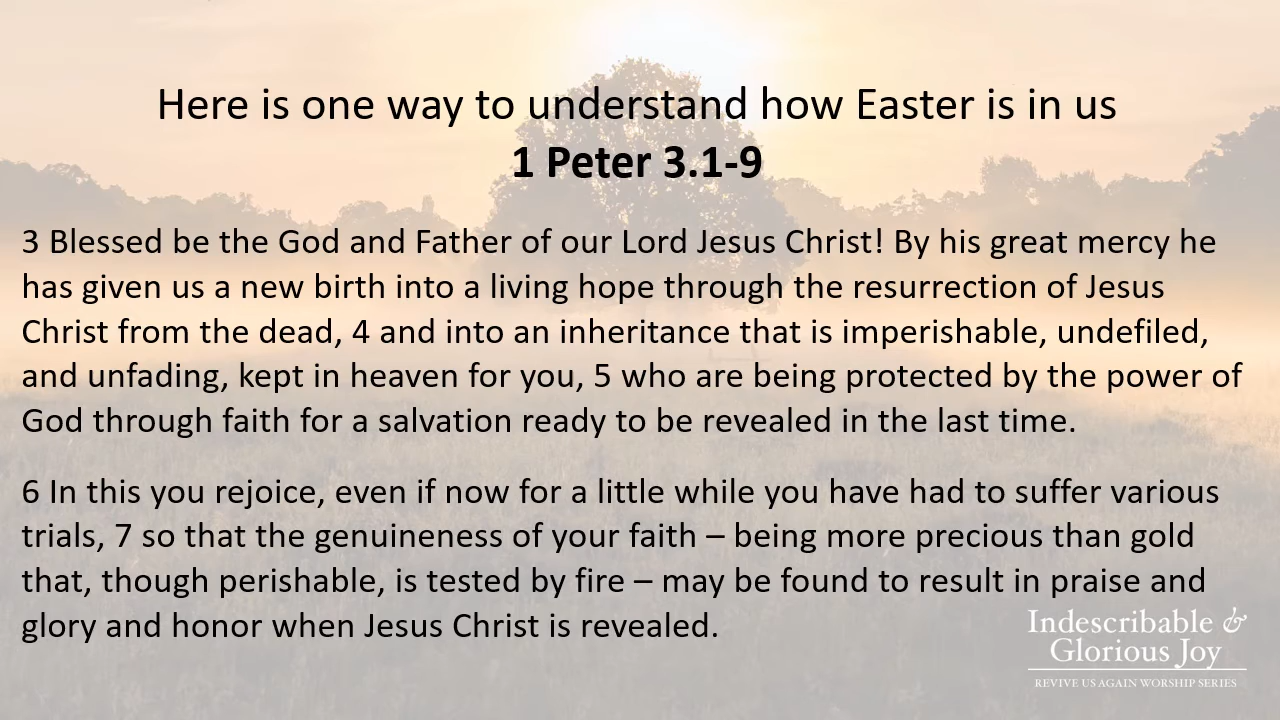 Here is one way to understand how Easter is in us
1 Peter 3.1-9
3 Blessed be the God and Father of our Lord Jesus Christ! By his great mercy he
has given us a new birth into a living hope through the resurrection of Jesus
Christ from the dead, 4 and into an inheritance that is imperishable, undefiled,
and unfading, kept in heaven for you, 5 who are being protected by the power of
God through faith for a salvation ready to be revealed in the last time.
6 In this you rejoice, even if now for a little while you have had to suffer various
trials, 7 so that the genuineness of your faith – being more precious than gold
that, though perishable, is tested by fire – may be found to result in praise and
glory and honor when Jesus Christ is revealed.
Indescribable &
Glorious Joy
REVIVE US AGAIN WORSHIP SERIES